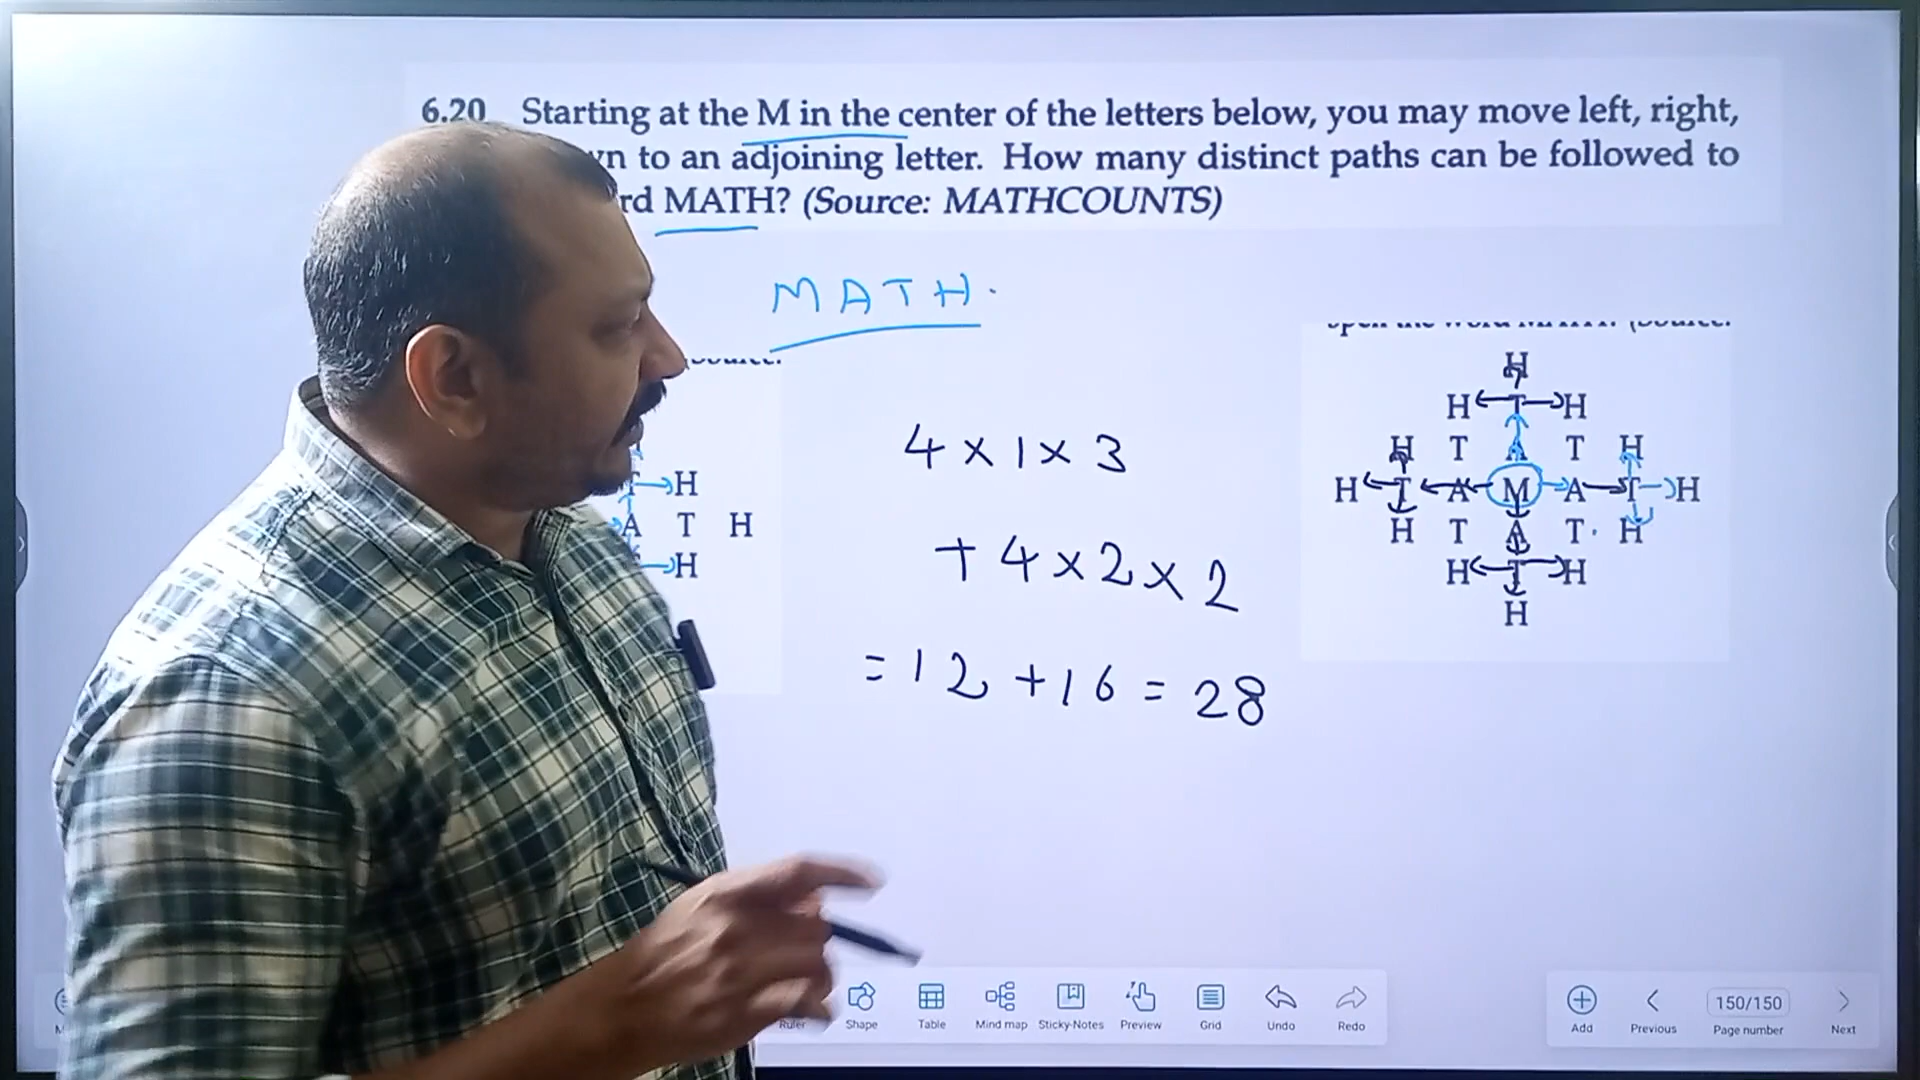 6.20 Starting at the M in the center of the letters below, you may move left, right,
to an adjoining letter. How many distinct paths can be followed to
MATH? (Source: MATHCOUNTS)
MATH.
H
H T H
H T A T H
H T A M A T H
H T A T. H
H T H
H
H
A T H
H
4 × 1 × 3
+ 4 × 2 × 2
= 12 + 16 = 28
Ruler Shape Table Mind map Sticky-Notes Preview Grid Undo Redo
Add Previous 150/150 Page number Next